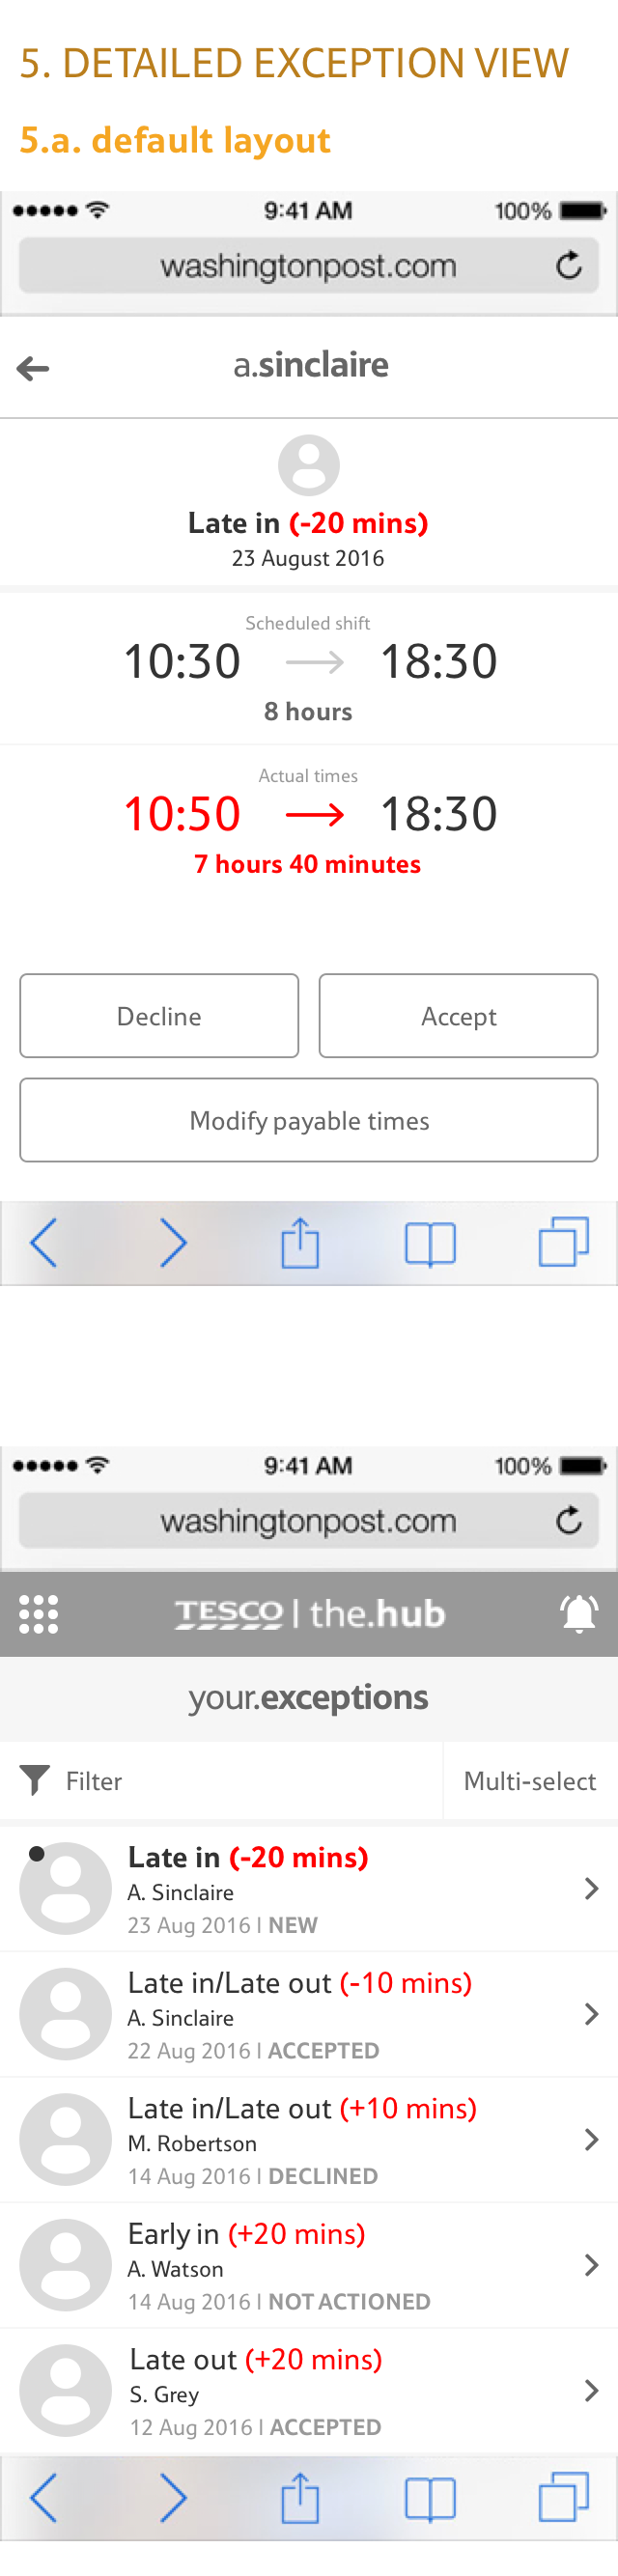 5. DETAILED EXCEPTION VIEW
5.a. default layout
9:41 AM 100%
washingtonpost.com
a.sinclaire
Late in (-20 mins)
23 August 2016
Scheduled shift
10:30 18:30
8 hours
Actual times
10:50 18:30
7 hours 40 minutes
Decline Accept
Modify payable times
9:41 AM 100%
washingtonpost.com
TESCO | the.hub
your.exceptions
Filter Multi-select
Late in (-20 mins)
A. Sinclaire
23 Aug 2016 | NEW
Late in/Late out (-10 mins)
A. Sinclaire
22 Aug 2016 | ACCEPTED
Late in/Late out (+10 mins)
M. Robertson
14 Aug 2016 | DECLINED
Early in (+20 mins)
A. Watson
14 Aug 2016 | NOT ACTIONED
Late out (+20 mins)
S. Grey
12 Aug 2016 | ACCEPTED